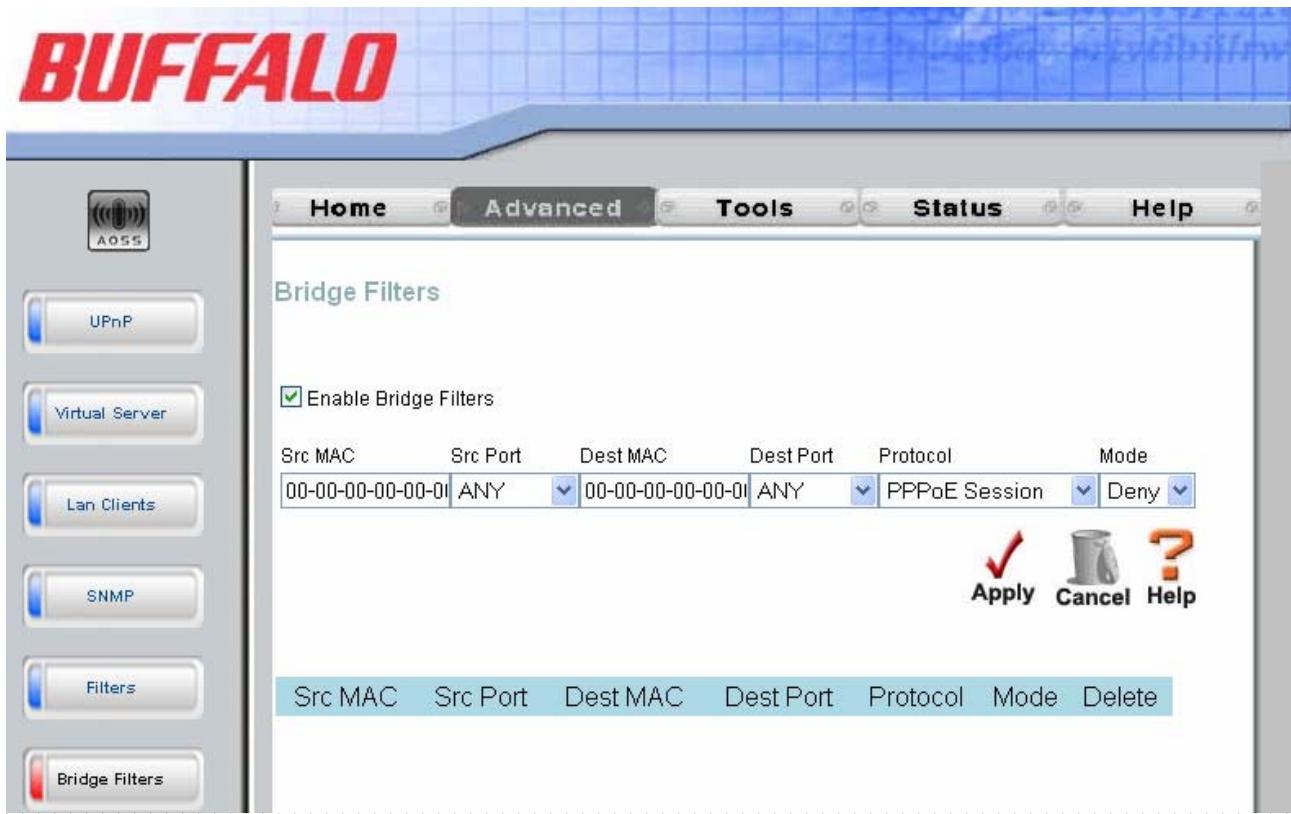 BUFFALO
AOSS
Home Advanced Tools Status Help
UPnP
Virtual Server
Lan Clients
SNMP
Filters
Bridge Filters
Bridge Filters
Enable Bridge Filters
Src MAC Src Port Dest MAC Dest Port Protocol Mode
00-00-00-00-00-0 ANY 00-00-00-00-00-0 ANY PPPoE Session Deny
Apply Cancel Help
Src MAC Src Port Dest MAC Dest Port Protocol Mode Delete